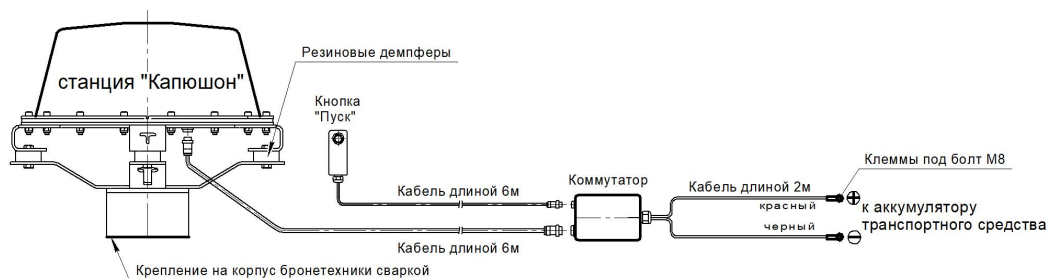 Резиновые демпферы
станция "Капюшон"
Кнопка
"Пуск"
Кабель длиной 6м
Коммутатор
Кабель длиной 2м
красный
черный
Клеммы под болт М8
к аккумулятору
транспортного средства
Кабель длиной 6м
Крепление на корпус бронетехники сваркой